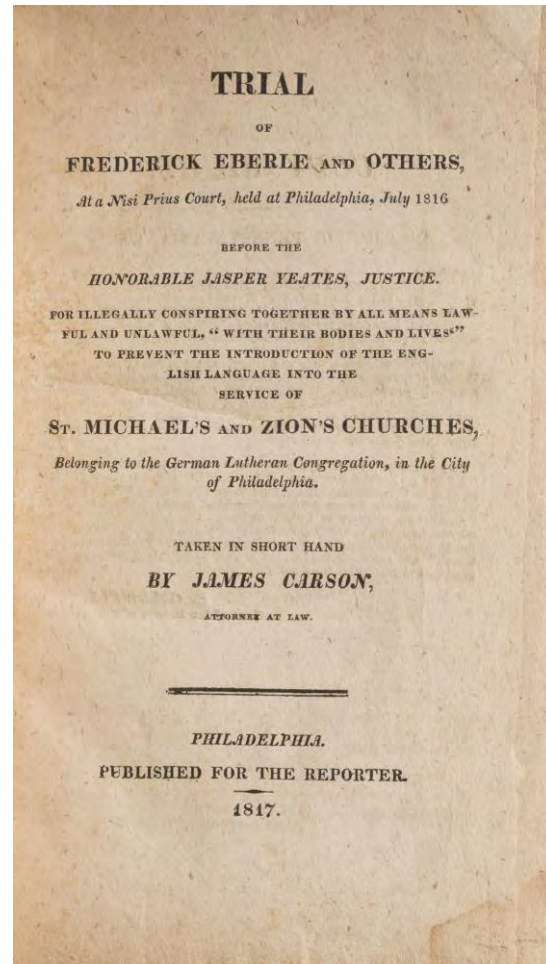 TRIAL
OF
FREDERICK EBERLE AND OTHERS,
At a Nisi Prius Court, held at Philadelphia, July 1816
BEFORE THE
HONORABLE JASPER YEATES, JUSTICE.
FOR ILLEGALLY CONSPIRING TOGETHER BY ALL MEANS LAW-
FUL AND UNLAWFUL, "WITH THEIR BODIES AND LIVES"
TO PREVENT THE INTRODUCTION OF THE ENG-
LISH LANGUAGE INTO THE
SERVICE OF
ST. MICHAEL'S AND ZION'S CHURCHES,
Belonging to the German Lutheran Congregation, in the City
of Philadelphia.
TAKEN IN SHORT HAND
BY JAMES CARSON,
ATTORNEY AT LAW.
PHILADELPHIA.
PUBLISHED FOR THE REPORTER.
1817.